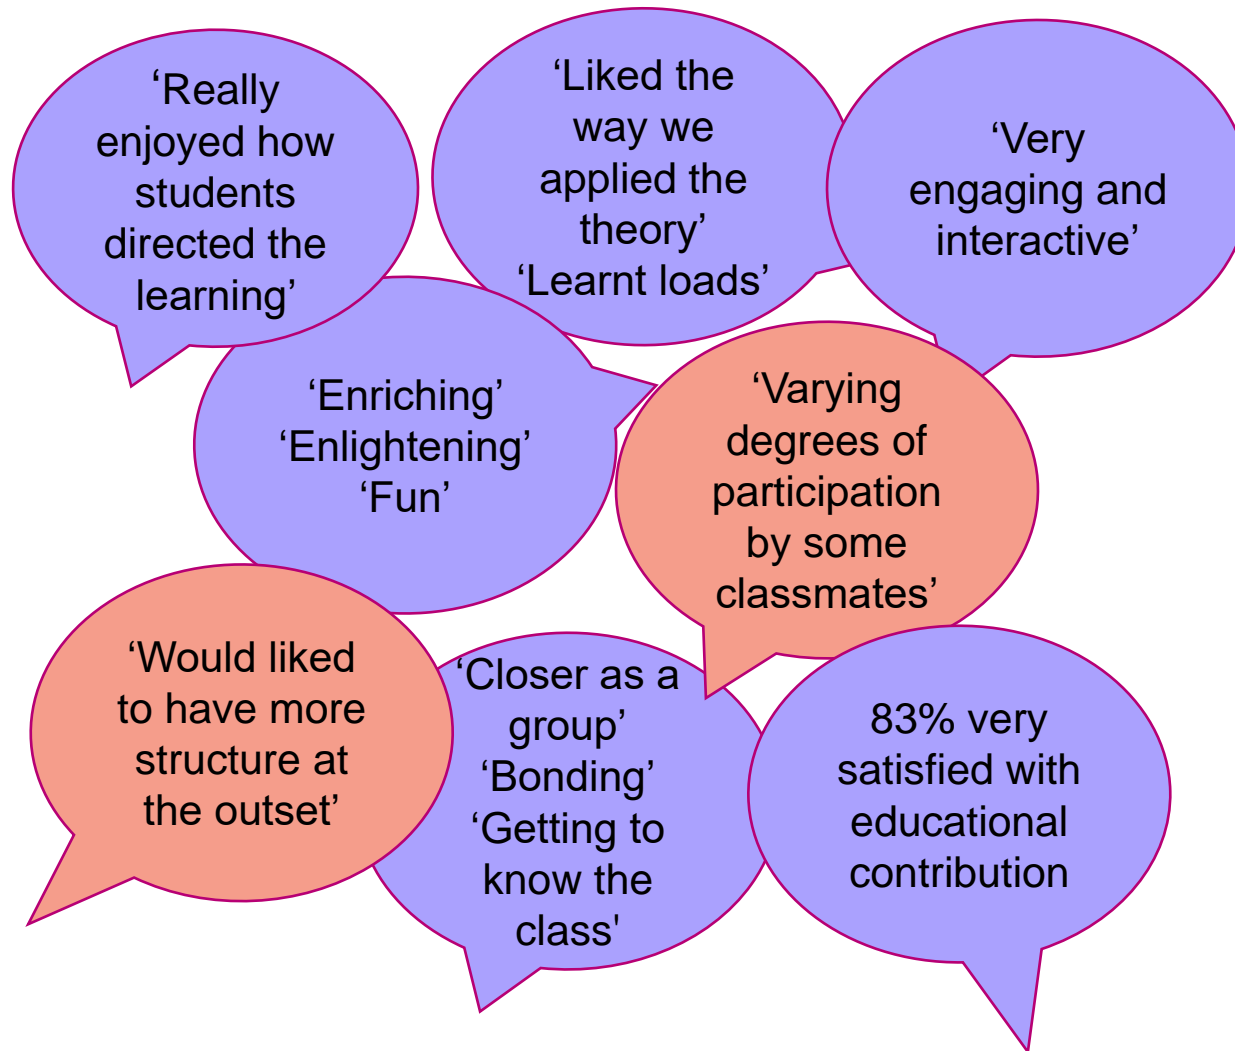 ‘Really
enjoyed how
students
directed the
learning’
‘Liked the
way we
applied the
theory’
‘Learnt loads’
‘Very
engaging and
interactive’
‘Enriching’
‘Enlightening’
‘Fun’
‘Varying
degrees of
participation
by some
classmates’
‘Would liked
to have more
structure at
the outset’
‘Closer as a
group’
‘Bonding’
‘Getting to
know the
class'
83% very
satisfied with
educational
contribution